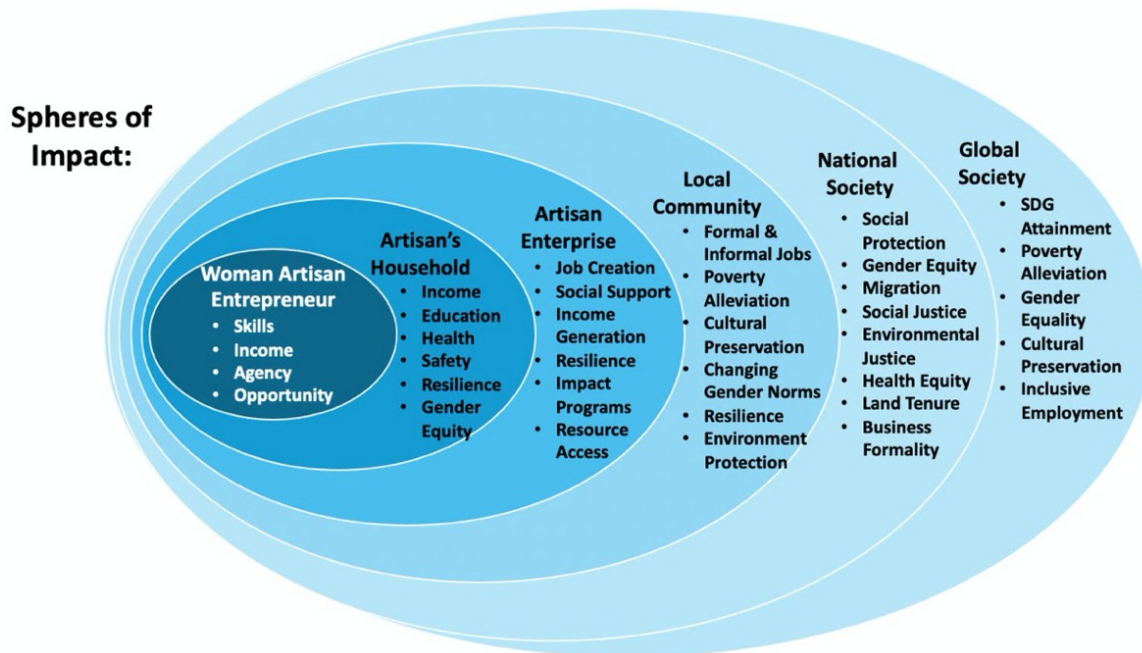 Spheres of
Impact:
Woman Artisan
Entrepreneur
• Skills
• Income
• Agency
• Opportunity
Artisan's
Household
• Income
• Education
• Health
• Safety
• Resilience
• Gender
Equity
Artisan
Enterprise
• Job Creation
• Social Support
• Income
Generation
• Resilience
• Impact
Programs
• Resource
Access
Local
Community
• Formal &
Informal Jobs
• Poverty
Alleviation
• Cultural
Preservation
• Changing
Gender Norms
• Resilience
• Environment
Protection
National
Society
• Social
Protection
• Gender Equity
• Migration
• Social Justice
• Environmental
Justice
• Health Equity
• Land Tenure
• Business
Formality
Global
Society
• SDG
Attainment
• Poverty
Alleviation
• Gender
Equality
• Cultural
Preservation
• Inclusive
Employment